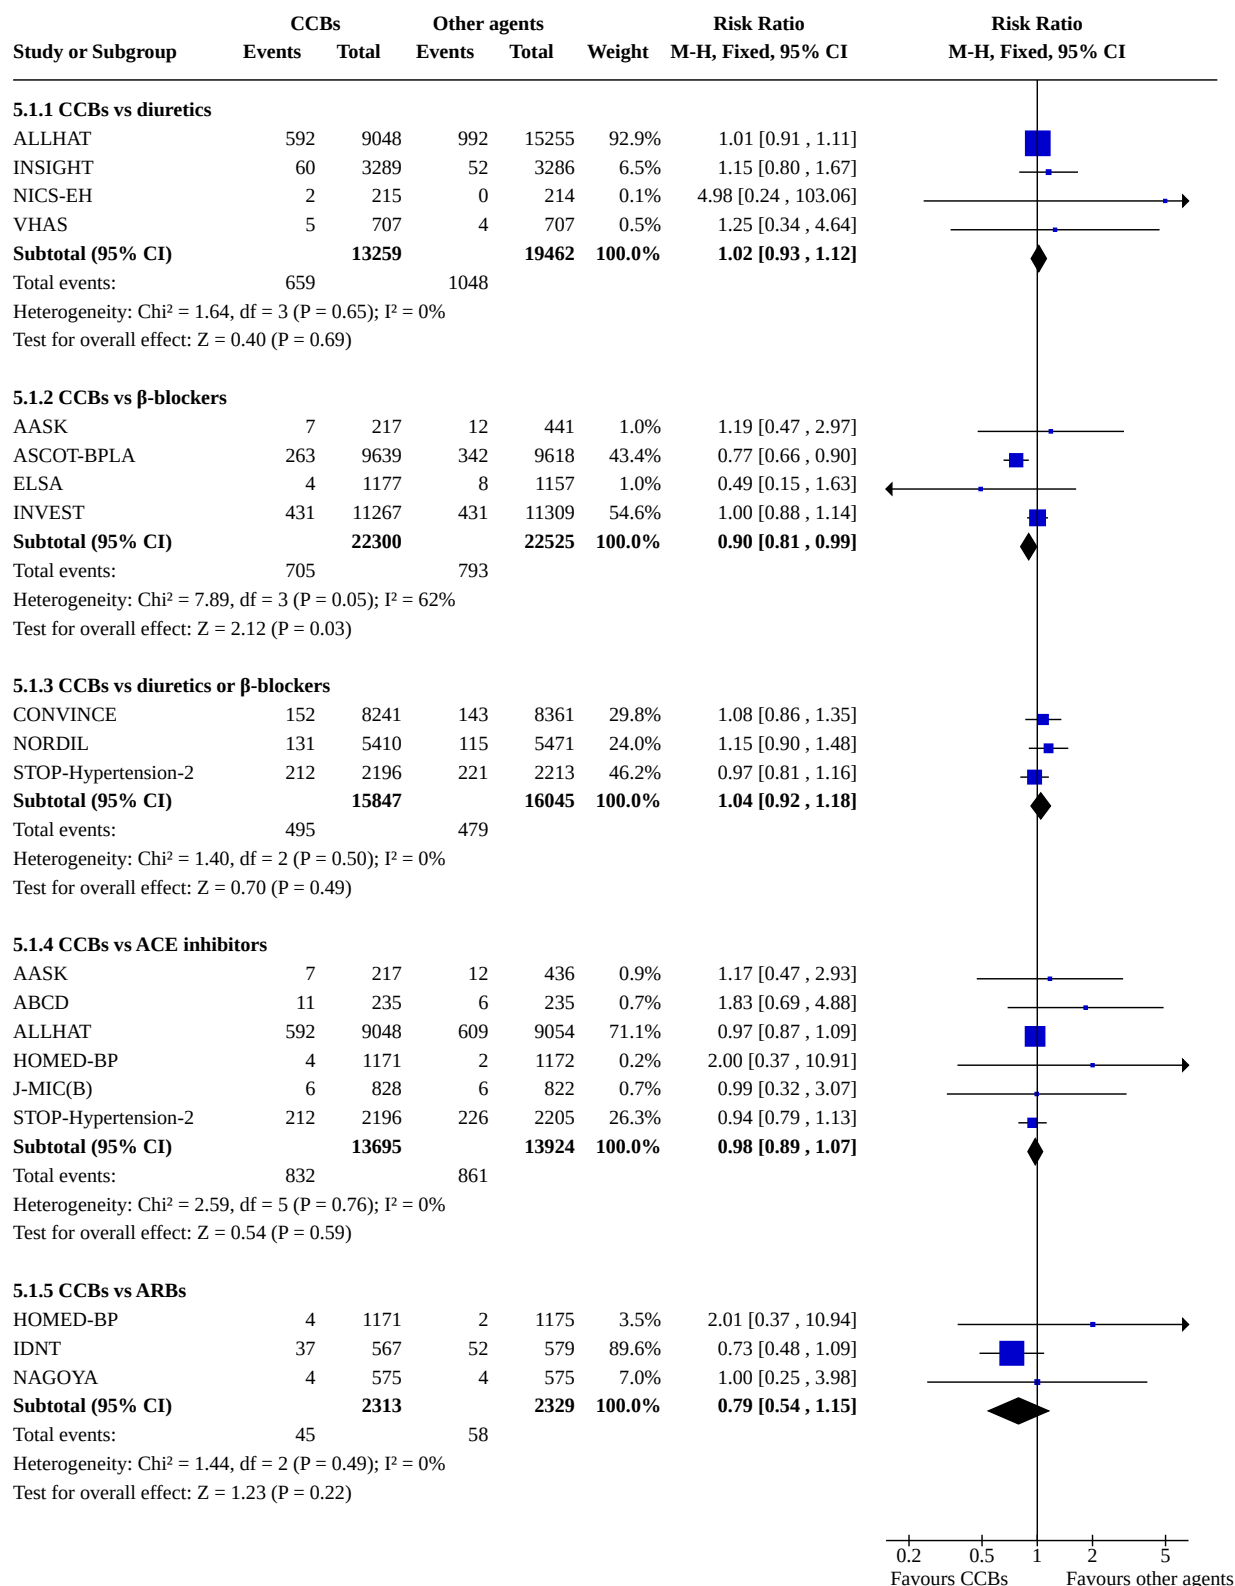 CCBs Other agents Risk Ratio Risk Ratio
Study or Subgroup Events Total Events Total Weight M-H, Fixed, 95% CI M-H, Fixed, 95% CI
5.1.1 CCBs vs diuretics
ALLHAT 592 9048 992 15255 92.9% 1.01 [0.91 , 1.11]
INSIGHT 60 3289 52 3286 6.5% 1.15 [0.80 , 1.67]
NICS-EH 2 215 0 214 0.1% 4.98 [0.24 , 103.06]
VHAS 5 707 4 707 0.5% 1.25 [0.34 , 4.64]
Subtotal (95% CI) 13259 19462 100.0% 1.02 [0.93 , 1.12]
Total events: 659 1048
Heterogeneity: Chi² = 1.64, df = 3 (P = 0.65); I² = 0%
Test for overall effect: Z = 0.40 (P = 0.69)
5.1.2 CCBs vs β-blockers
AASK 7 217 12 441 1.0% 1.19 [0.47 , 2.97]
ASCOT-BPLA 263 9639 342 9618 43.4% 0.77 [0.66 , 0.90]
ELSA 4 1177 8 1157 1.0% 0.49 [0.15 , 1.63]
INVEST 431 11267 431 11309 54.6% 1.00 [0.88 , 1.14]
Subtotal (95% CI) 22300 22525 100.0% 0.90 [0.81 , 0.99]
Total events: 705 793
Heterogeneity: Chi² = 7.89, df = 3 (P = 0.05); I² = 62%
Test for overall effect: Z = 2.12 (P = 0.03)
5.1.3 CCBs vs diuretics or β-blockers
CONVINCE 152 8241 143 8361 29.8% 1.08 [0.86 , 1.35]
NORDIL 131 5410 115 5471 24.0% 1.15 [0.90 , 1.48]
STOP-Hypertension-2 212 2196 221 2213 46.2% 0.97 [0.81 , 1.16]
Subtotal (95% CI) 15847 16045 100.0% 1.04 [0.92 , 1.18]
Total events: 495 479
Heterogeneity: Chi² = 1.40, df = 2 (P = 0.50); I² = 0%
Test for overall effect: Z = 0.70 (P = 0.49)
5.1.4 CCBs vs ACE inhibitors
AASK 7 217 12 436 0.9% 1.17 [0.47 , 2.93]
ABCD 11 235 6 235 0.7% 1.83 [0.69 , 4.88]
ALLHAT 592 9048 609 9054 71.1% 0.97 [0.87 , 1.09]
HOMED-BP 4 1171 2 1172 0.2% 2.00 [0.37 , 10.91]
J-MIC(B) 6 828 6 822 0.7% 0.99 [0.32 , 3.07]
STOP-Hypertension-2 212 2196 226 2205 26.3% 0.94 [0.79 , 1.13]
Subtotal (95% CI) 13695 13924 100.0% 0.98 [0.89 , 1.07]
Total events: 832 861
Heterogeneity: Chi² = 2.59, df = 5 (P = 0.76); I² = 0%
Test for overall effect: Z = 0.54 (P = 0.59)
5.1.5 CCBs vs ARBs
HOMED-BP 4 1171 2 1175 3.5% 2.01 [0.37 , 10.94]
IDNT 37 567 52 579 89.6% 0.73 [0.48 , 1.09]
NAGOYA 4 575 4 575 7.0% 1.00 [0.25 , 3.98]
Subtotal (95% CI) 2313 2329 100.0% 0.79 [0.54 , 1.15]
Total events: 45 58
Heterogeneity: Chi² = 1.44, df = 2 (P = 0.49); I² = 0%
Test for overall effect: Z = 1.23 (P = 0.22)
0.2 0.5 1 2 5
Favours CCBs Favours other agents